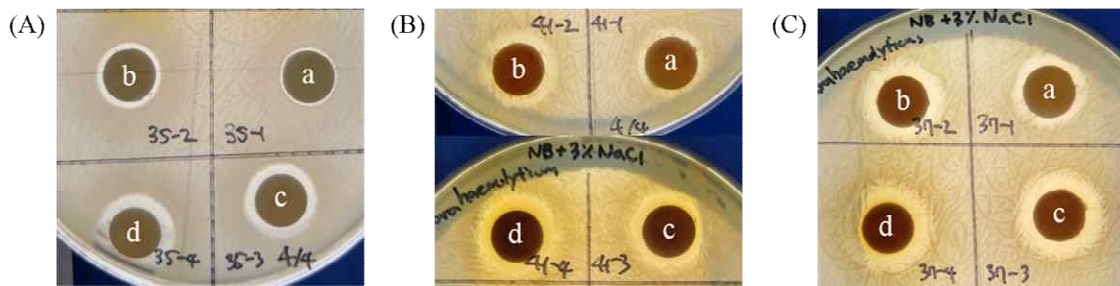 (A)
b
a
35-2
35-1
d
c
35-4
35-3
4/4
(B)
41-2
41-1
b
a
4/4
NB+3% NaCl
d
c
41-4
41-3
(C)
NB+3% NaCl
b
a
37-2
37-1
d
c
37-4
37-3